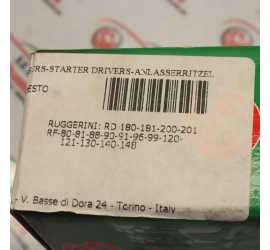 ERS-STARTER DRIVERS-ANLASSERRITZEL
ESTO
RUGGERINI: RD 180-181-200-201
RF-80-81-88-90-91-96-99-120-
121-130-140-148
- V. Basse di Dora 24 - Torino - Italy